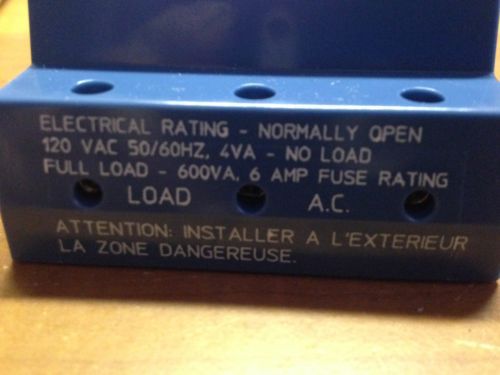 ELECTRICAL RATING - NORMALLY OPEN
120 VAC 50/60HZ, 4VA - NO LOAD
FULL LOAD - 600VA, 6 AMP FUSE RATING
LOAD A.C.
ATTENTION: INSTALLER A L'EXTERIEUR
LA ZONE DANGEREUSE.